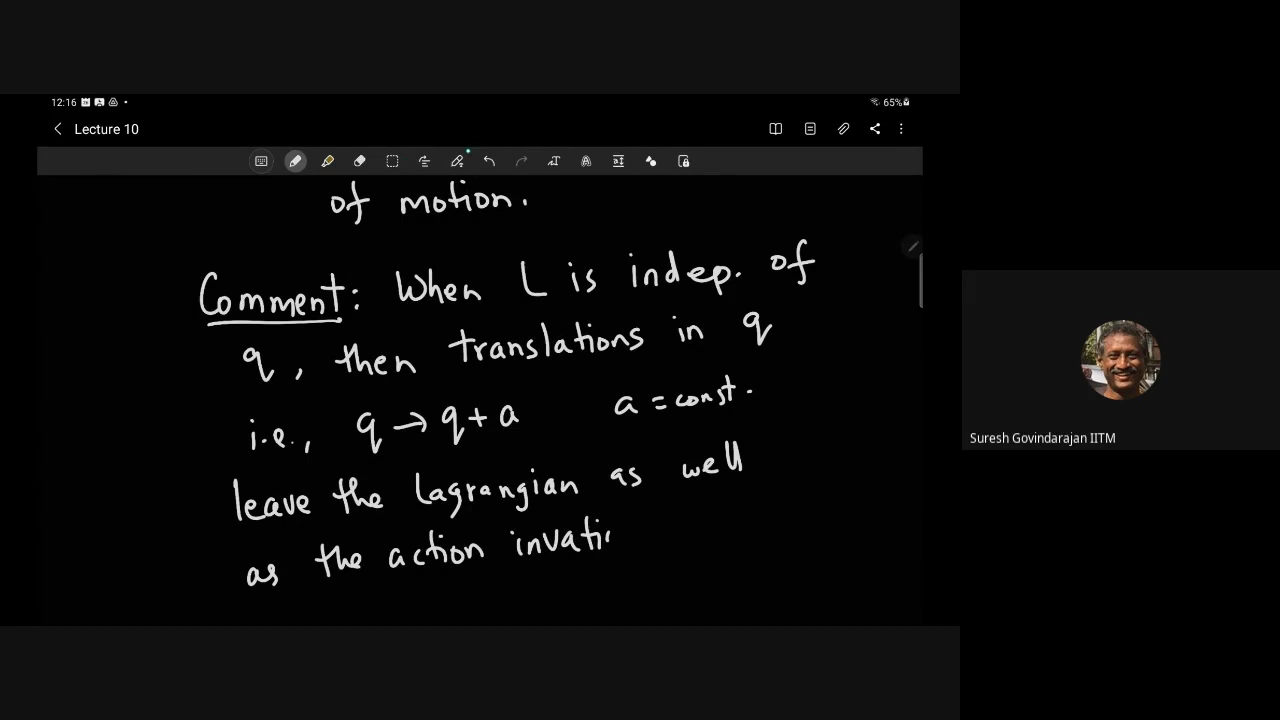 12:16
65%
Lecture 10
of motion.
Comment: When L is indep. of
q, then translations in q
i.e., q → q + a a = const.
leave the Lagrangian as well
as the action invati
Suresh Govindarajan IITM